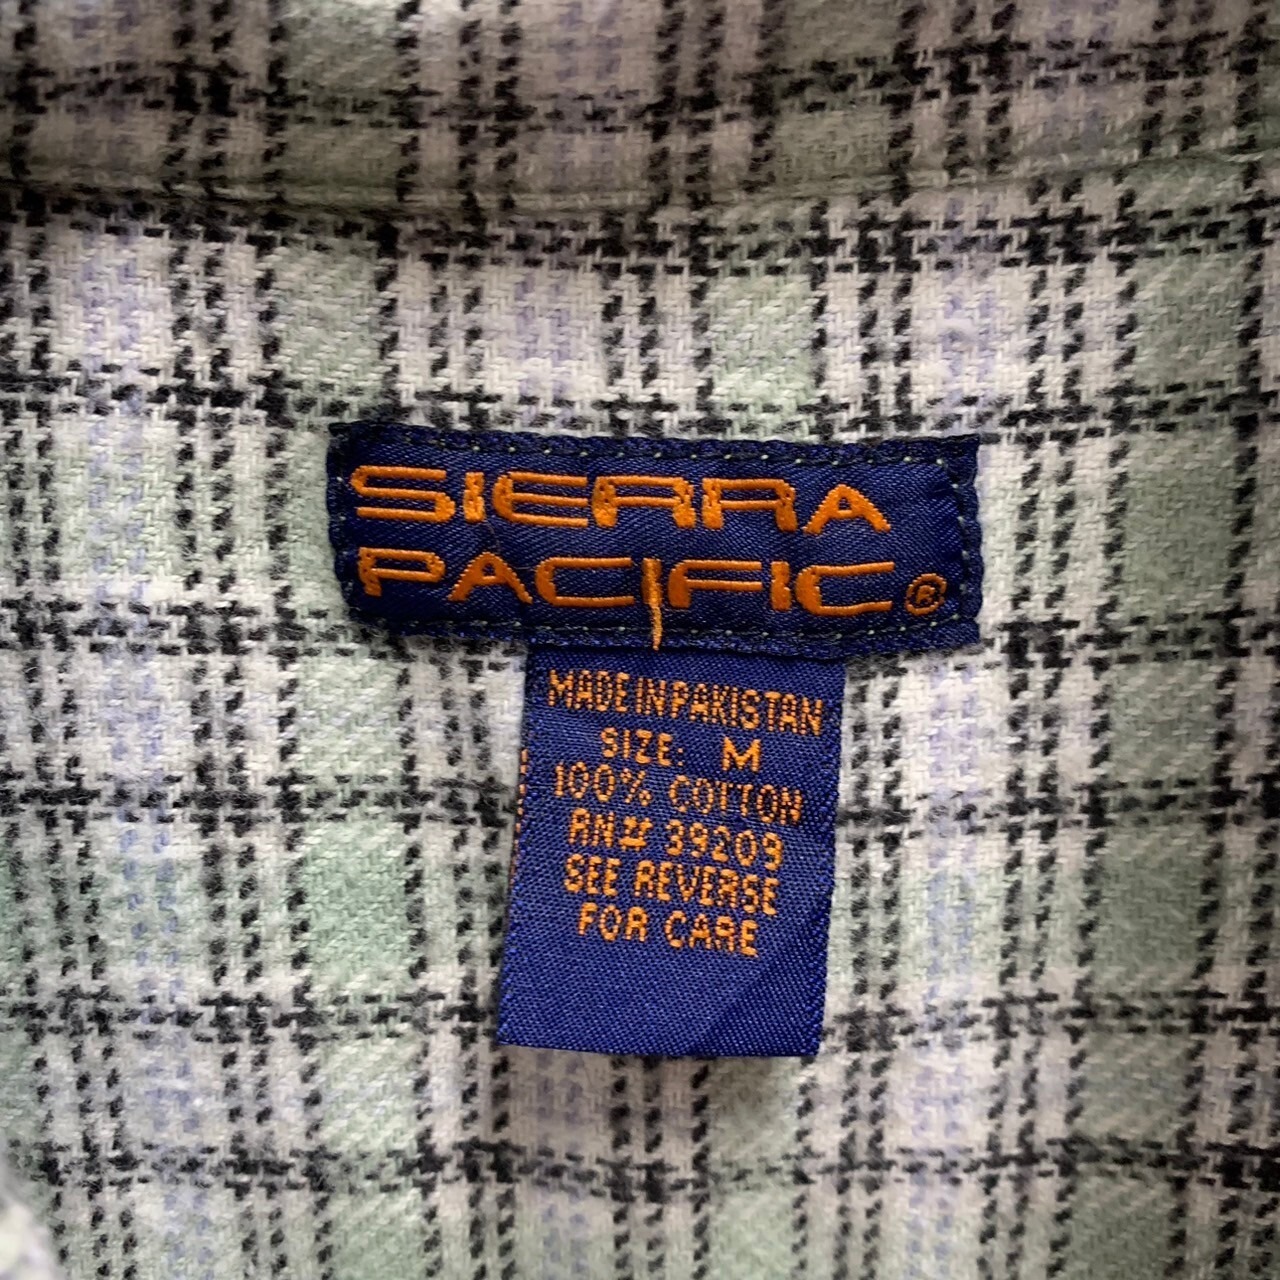 SIERRA
PACIFIC®
MADE IN PAKISTAN
SIZE: M
100% COTTON
RN# 39209
SEE REVERSE
FOR CARE